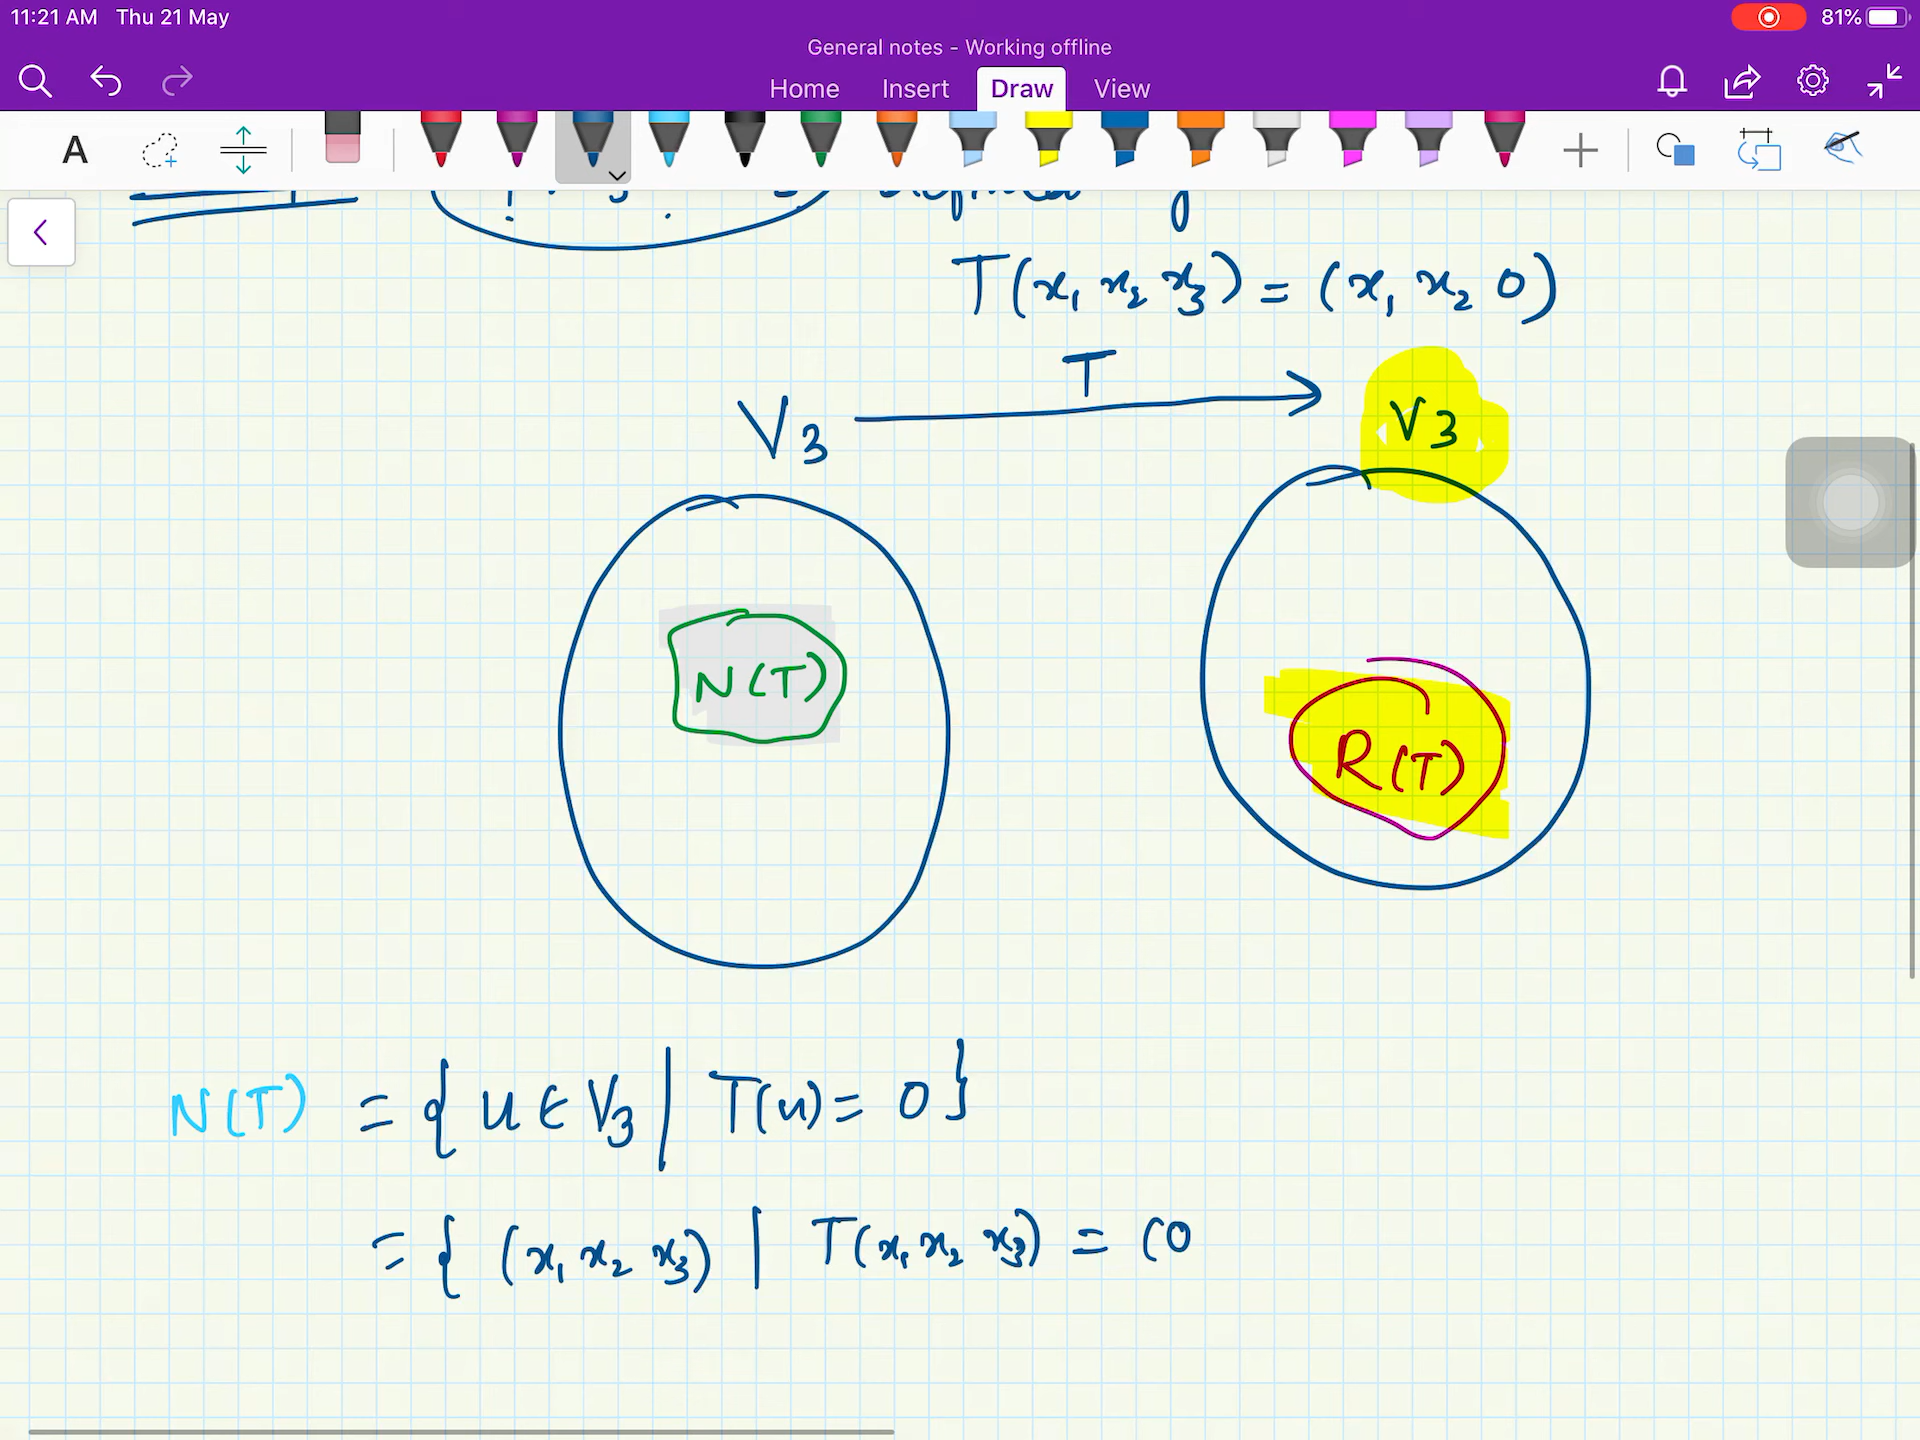 11:21 AM Thu 21 May 81%
General notes - Working offline
Home Insert Draw View
A
T(x₁ x₂ x₃) = (x₁ x₂ 0)
T
V₃ V₃
N(T)
R(T)
N(T) = { u ∈ V₃ | T(u) = 0 }
= { (x₁ x₂ x₃) | T(x₁ x₂ x₃) = (0